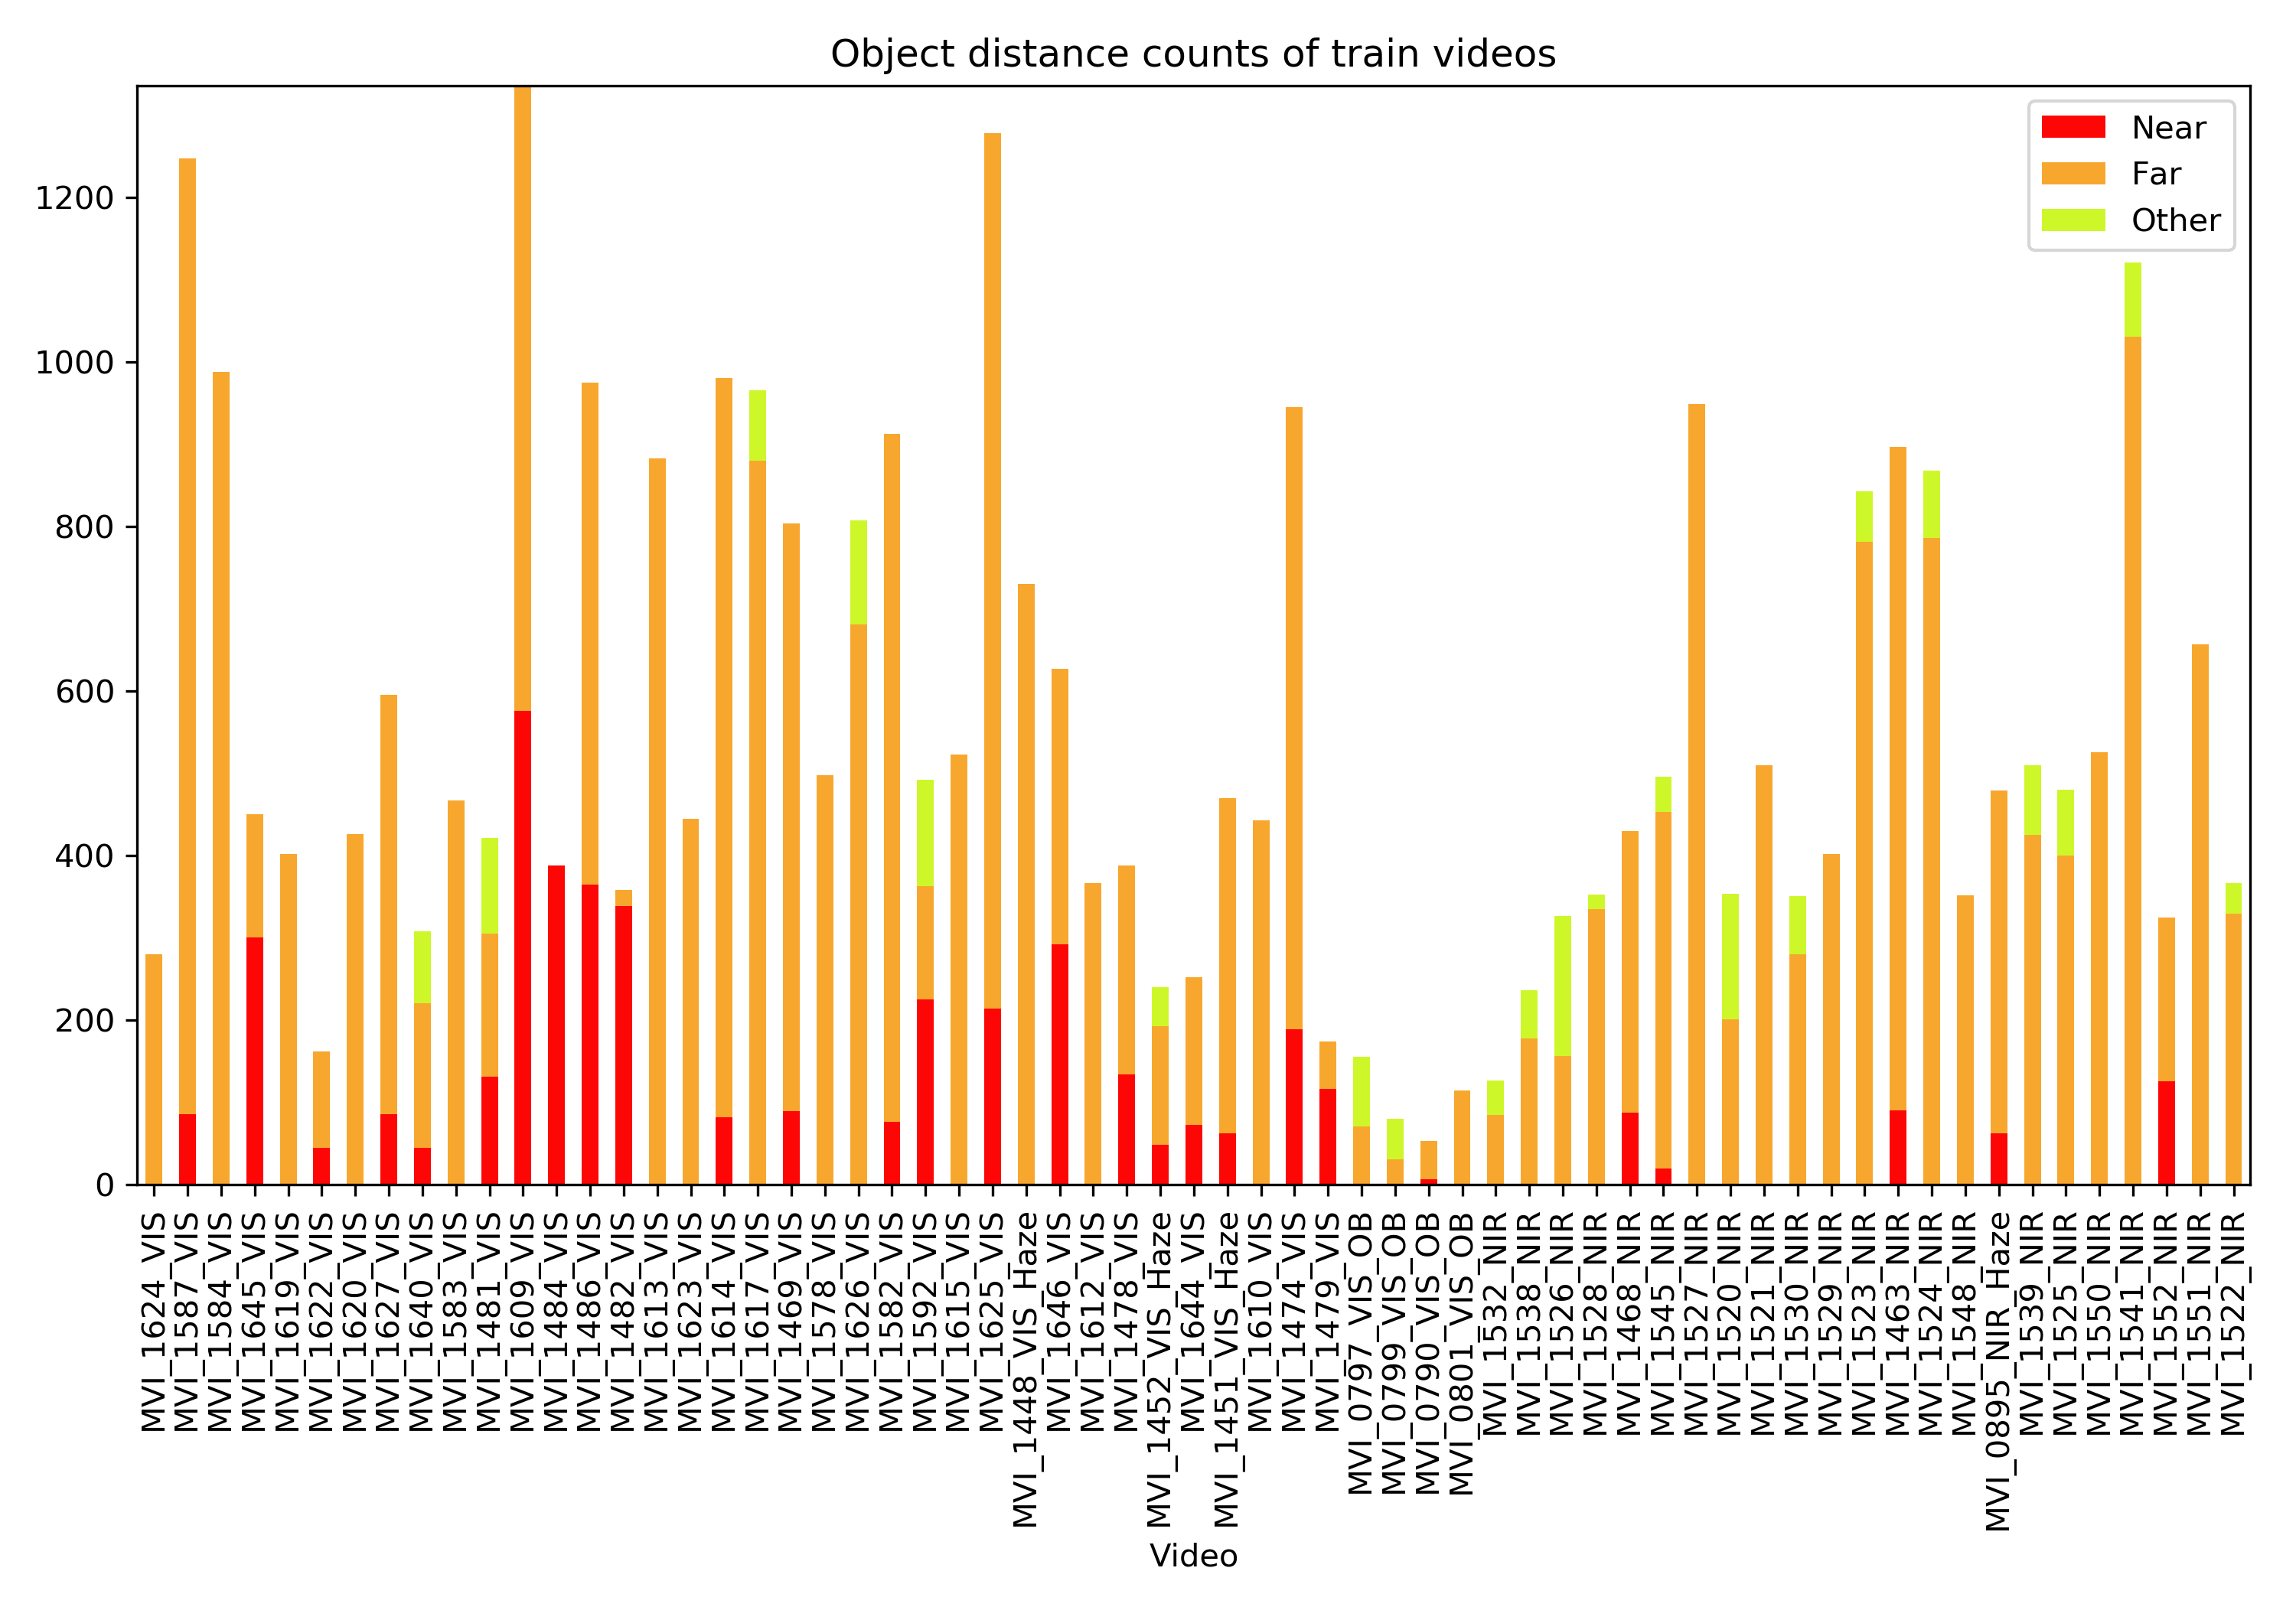 Object distance counts of train videos
Near
Far
Other
1200
1000
800
600
400
200
0
MVI_1624_VIS
MVI_1587_VIS
MVI_1584_VIS
MVI_1645_VIS
MVI_1619_VIS
MVI_1622_VIS
MVI_1620_VIS
MVI_1627_VIS
MVI_1640_VIS
MVI_1583_VIS
MVI_1481_VIS
MVI_1609_VIS
MVI_1484_VIS
MVI_1486_VIS
MVI_1482_VIS
MVI_1613_VIS
MVI_1623_VIS
MVI_1614_VIS
MVI_1617_VIS
MVI_1469_VIS
MVI_1578_VIS
MVI_1626_VIS
MVI_1582_VIS
MVI_1592_VIS
MVI_1615_VIS
MVI_1625_VIS
MVI_1448_VIS_Haze
MVI_1646_VIS
MVI_1612_VIS
MVI_1478_VIS
MVI_1452_VIS_Haze
MVI_1644_VIS
MVI_1451_VIS_Haze
MVI_1610_VIS
MVI_1474_VIS
MVI_1479_VIS
MVI_0797_VIS_OB
MVI_0799_VIS_OB
MVI_0790_VIS_OB
MVI_0801_VIS_OB
MVI_1532_NIR
MVI_1538_NIR
MVI_1526_NIR
MVI_1528_NIR
MVI_1468_NIR
MVI_1545_NIR
MVI_1527_NIR
MVI_1520_NIR
MVI_1521_NIR
MVI_1530_NIR
MVI_1529_NIR
MVI_1523_NIR
MVI_1463_NIR
MVI_1524_NIR
MVI_1548_NIR
MVI_0895_NIR_Haze
MVI_1539_NIR
MVI_1525_NIR
MVI_1550_NIR
MVI_1541_NIR
MVI_1552_NIR
MVI_1551_NIR
MVI_1522_NIR
Video